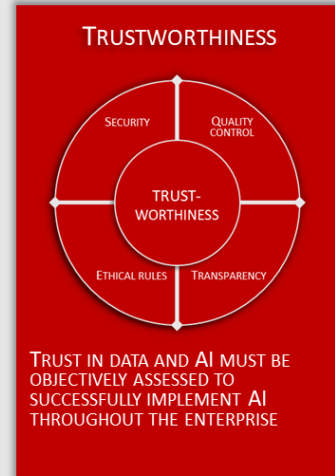 TRUSTWORTHINESS
SECURITY
QUALITY
CONTROL
TRUST-
WORTHINESS
ETHICAL RULES
TRANSPARENCY
TRUST IN DATA AND AI MUST BE
OBJECTIVELY ASSESSED TO
SUCCESSFULLY IMPLEMENT AI
THROUGHOUT THE ENTERPRISE